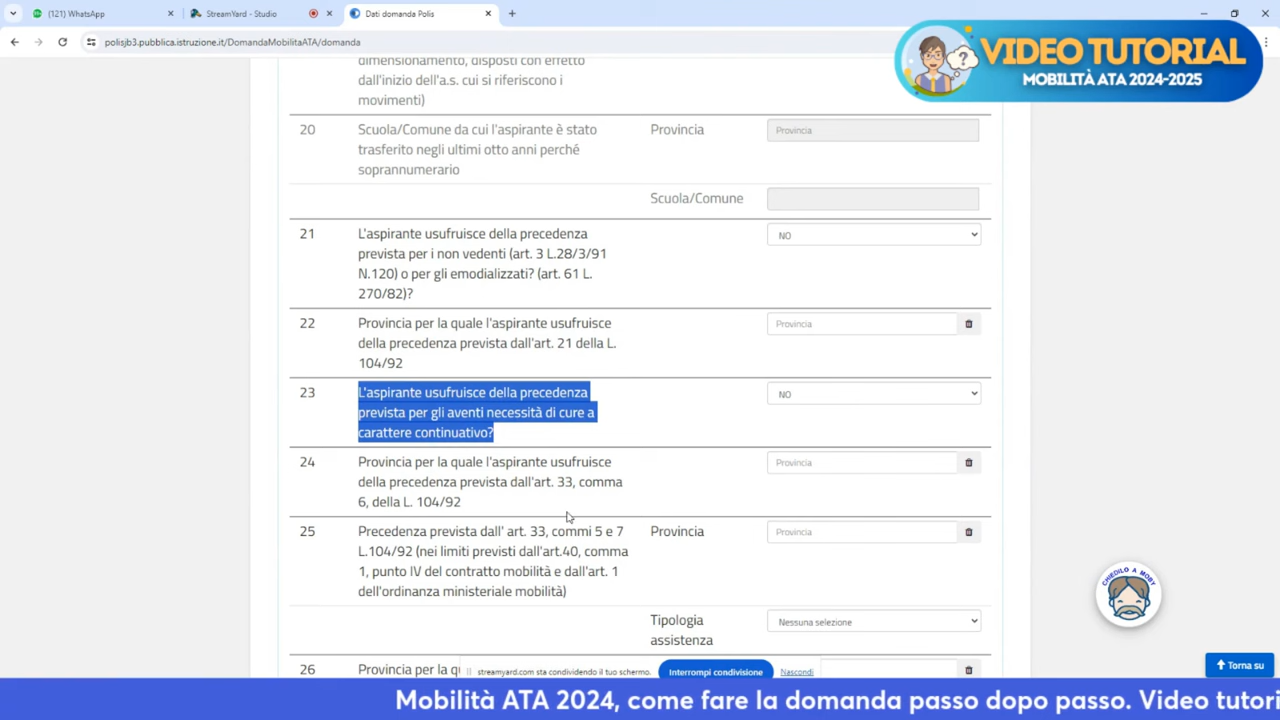 (121) WhatsApp
StreamYard - Studio
Dati domanda Polis
polisjb3.pubblica.istruzione.it/DomandaMobilitaATA/domanda
VIDEO TUTORIAL
MOBILITÀ ATA 2024-2025
dimensionamento, disposti con effetto
dall'inizio dell'a.s. cui si riferiscono i
movimenti)
20 Scuola/Comune da cui l'aspirante è stato Provincia Provincia
trasferito negli ultimi otto anni perché
soprannumerario
Scuola/Comune
21 L'aspirante usufruisce della precedenza NO
prevista per i non vedenti (art. 3 L.28/3/91
N.120) o per gli emodializzati? (art. 61 L.
270/82)?
22 Provincia per la quale l'aspirante usufruisce Provincia
della precedenza prevista dall'art. 21 della L.
104/92
23 L'aspirante usufruisce della precedenza NO
prevista per gli aventi necessità di cure a
carattere continuativo?
24 Provincia per la quale l'aspirante usufruisce Provincia
della precedenza prevista dall'art. 33, comma
6, della L. 104/92
25 Precedenza prevista dall' art. 33, commi 5 e 7 Provincia Provincia
L.104/92 (nei limiti previsti dall'art.40, comma
1, punto IV del contratto mobilità e dall'art. 1
dell'ordinanza ministeriale mobilità)
Tipologia Nessuna selezione
assistenza
CHIEDILO A MOBY
Torna su
26 Provincia per la q
streamyard.com sta condividendo il tuo schermo. Interrompi condivisione Nascondi
Mobilità ATA 2024, come fare la domanda passo dopo passo. Video tutori